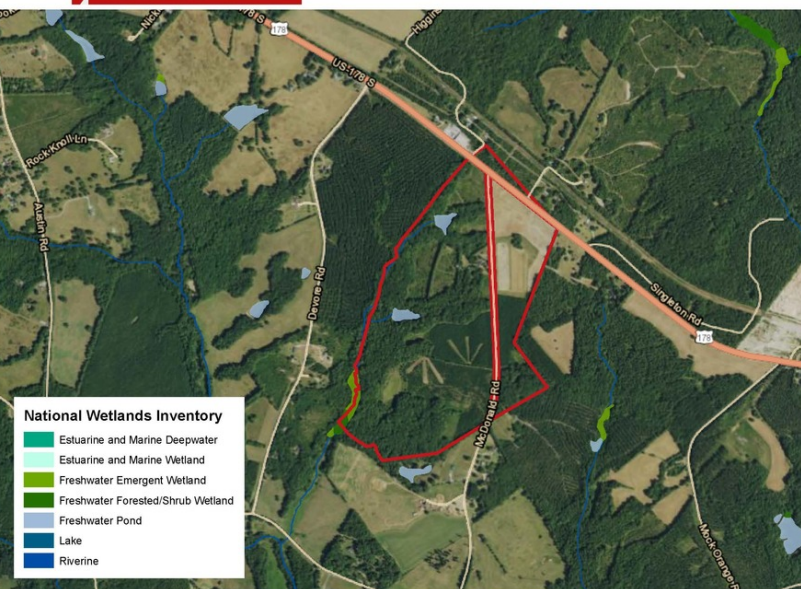 178 S
178
Higgins
US-178 S
Rock Knoll Ln
Austin Rd
Devore Rd
Singleton Rd
178
McDonald Rd
Mock Orange R
National Wetlands Inventory
Estuarine and Marine Deepwater
Estuarine and Marine Wetland
Freshwater Emergent Wetland
Freshwater Forested/Shrub Wetland
Freshwater Pond
Lake
Riverine